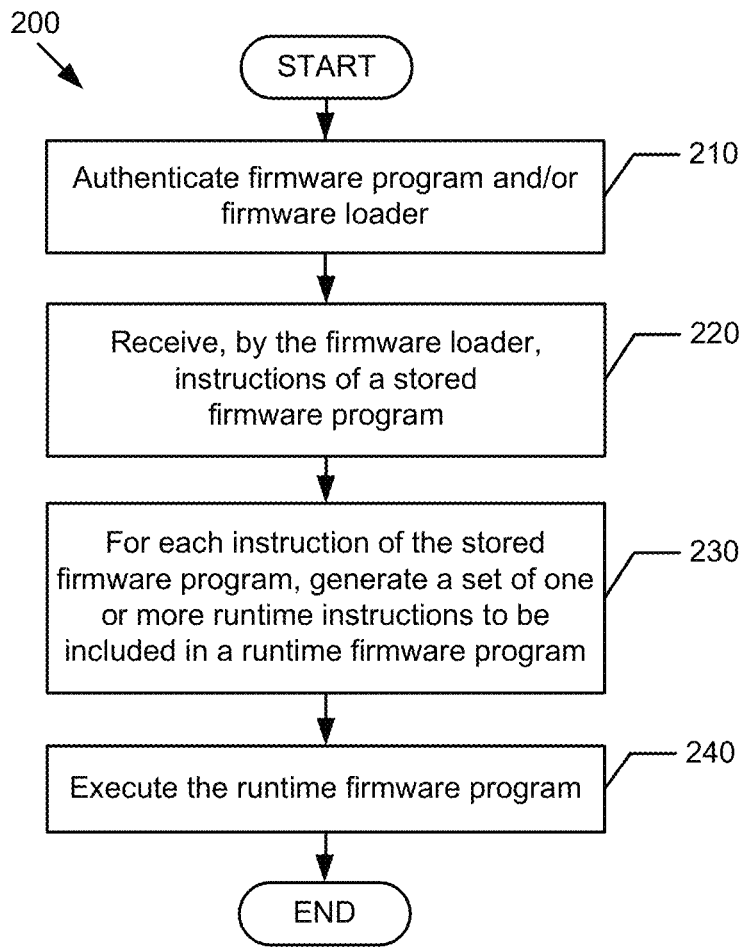 200
START
Authenticate firmware program and/or
firmware loader
210
Receive, by the firmware loader,
instructions of a stored
firmware program
220
For each instruction of the stored
firmware program, generate a set of one
or more runtime instructions to be
included in a runtime firmware program
230
Execute the runtime firmware program
240
END